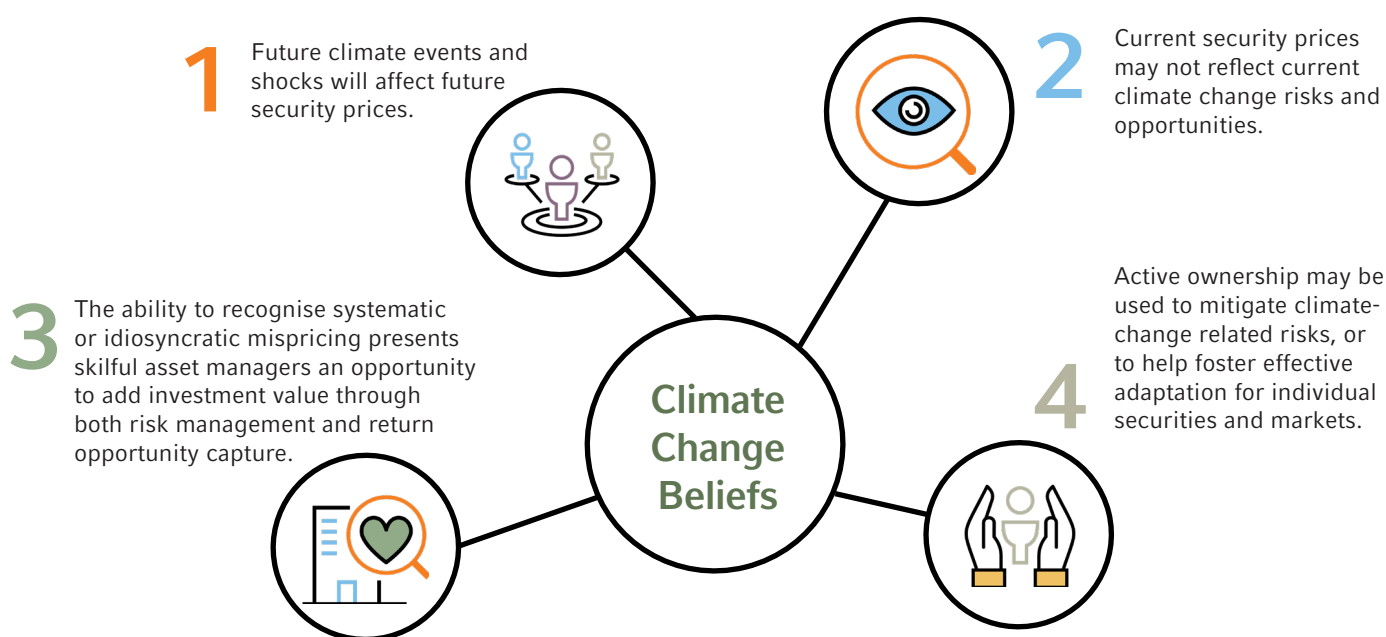 1
Future climate events and
shocks will affect future
security prices.
2
Current security prices
may not reflect current
climate change risks and
opportunities.
3
The ability to recognise systematic
or idiosyncratic mispricing presents
skilful asset managers an opportunity
to add investment value through
both risk management and return
opportunity capture.
4
Active ownership may be
used to mitigate climate-
change related risks, or
to help foster effective
adaptation for individual
securities and markets.
Climate
Change
Beliefs